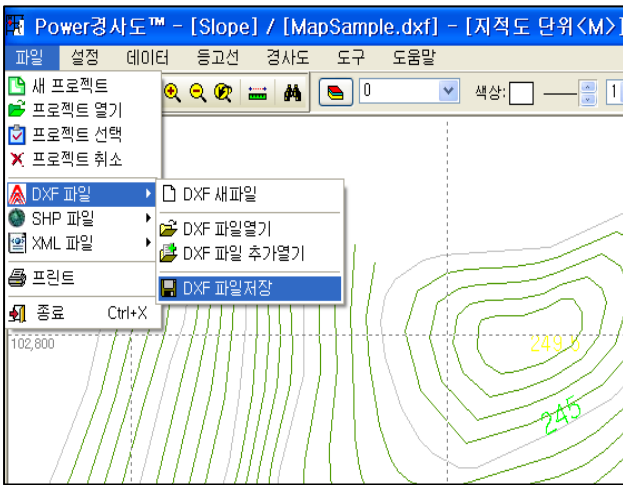 Power경사도™ - [Slope] / [MapSample.dxf] - [지적도 단위<M>]
파일 설정 데이터 등고선 경사도 도구 도움말
새 프로젝트
프로젝트 열기
프로젝트 선택
프로젝트 취소
0 색상: 1
DXF 파일
SHP 파일
XML 파일
프린트
종료 Ctrl+X
DXF 새파일
DXF 파일열기
DXF 파일 추가열기
DXF 파일저장
102,800
249.5
245